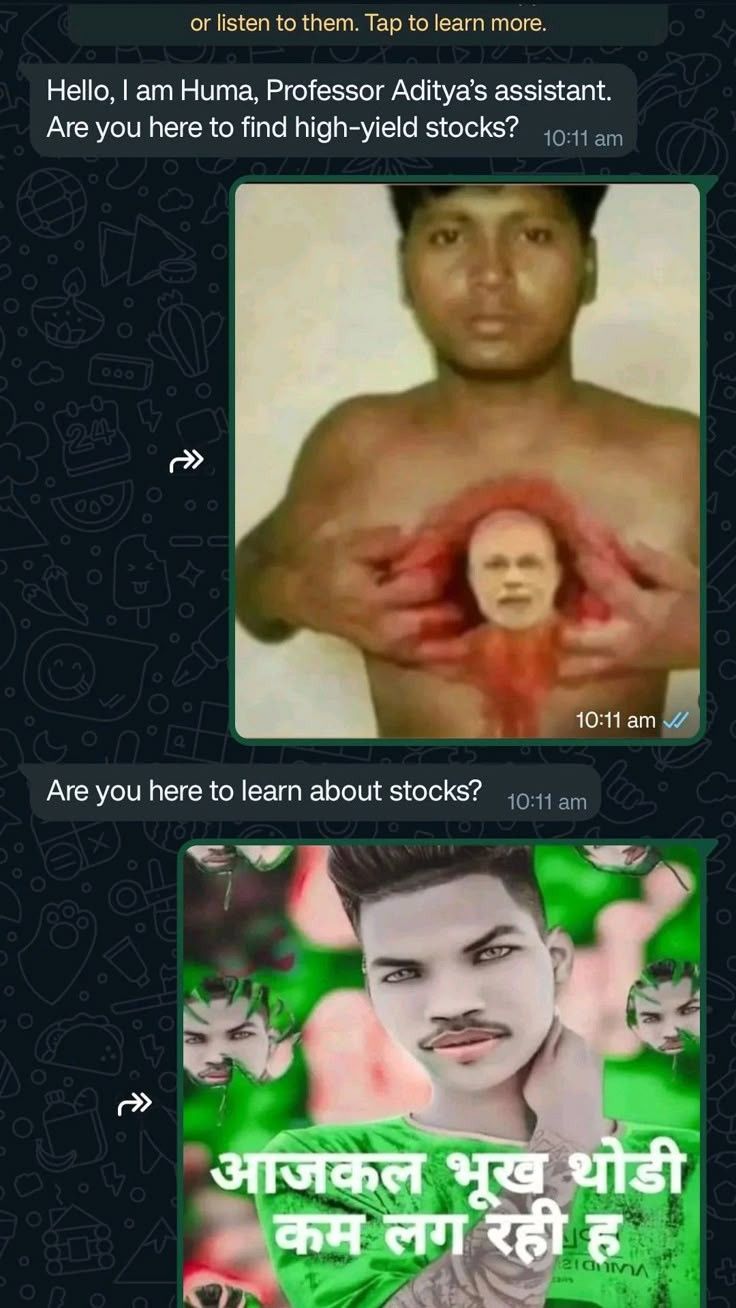 or listen to them. Tap to learn more.
Hello, I am Huma, Professor Aditya's assistant.
Are you here to find high-yield stocks? 10:11 am
10:11 am
Are you here to learn about stocks? 10:11 am
आजकल भूख थोडी
कम लग रही ह